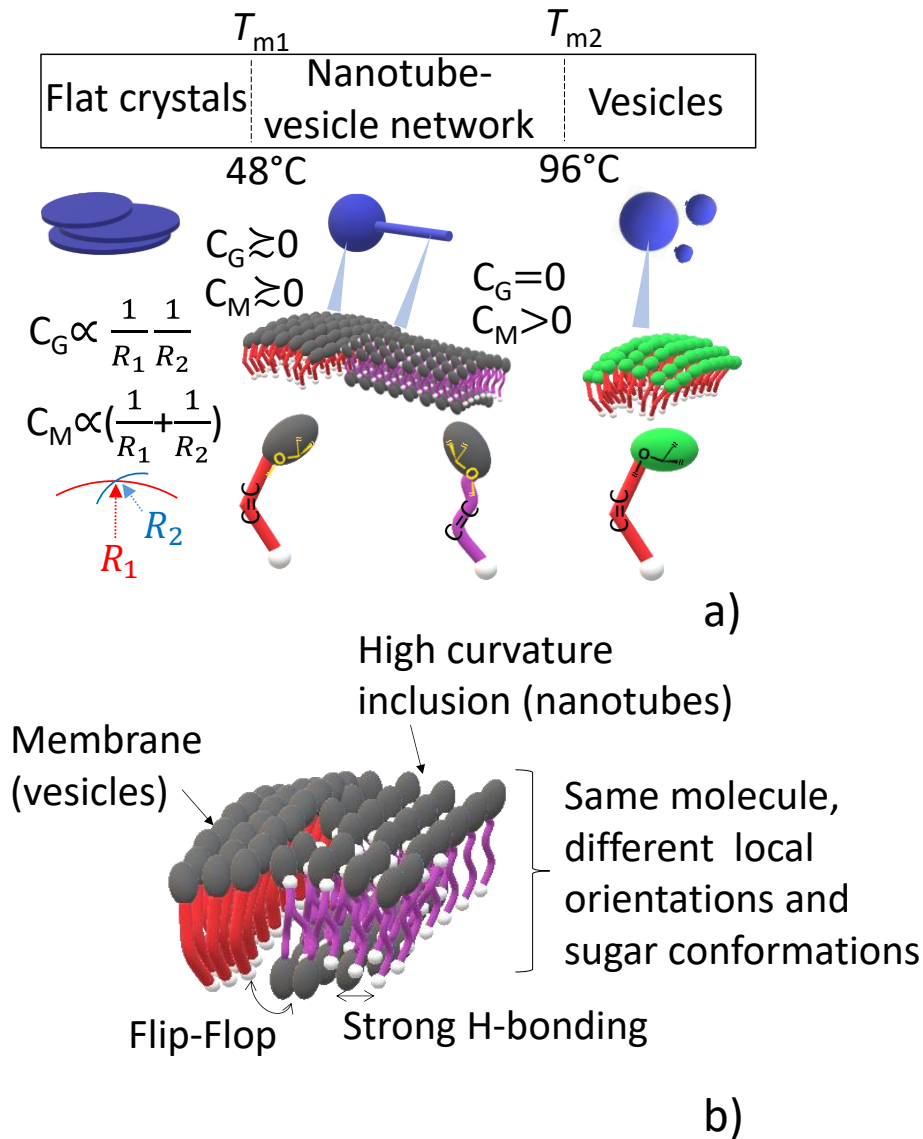 Tm1 Tm2
Flat crystals
Nanotube-
vesicle network
Vesicles
48°C 96°C
CG≿0
CM≿0
CG=0
CM>0
CG∝ 1/R1 1/R2
CM∝(1/R1+1/R2)
R2
R1
O O O
C=C C=C C=C
a)
High curvature
inclusion (nanotubes)
Membrane
(vesicles)
Same molecule,
different local
orientations and
sugar conformations
Flip-Flop
Strong H-bonding
b)